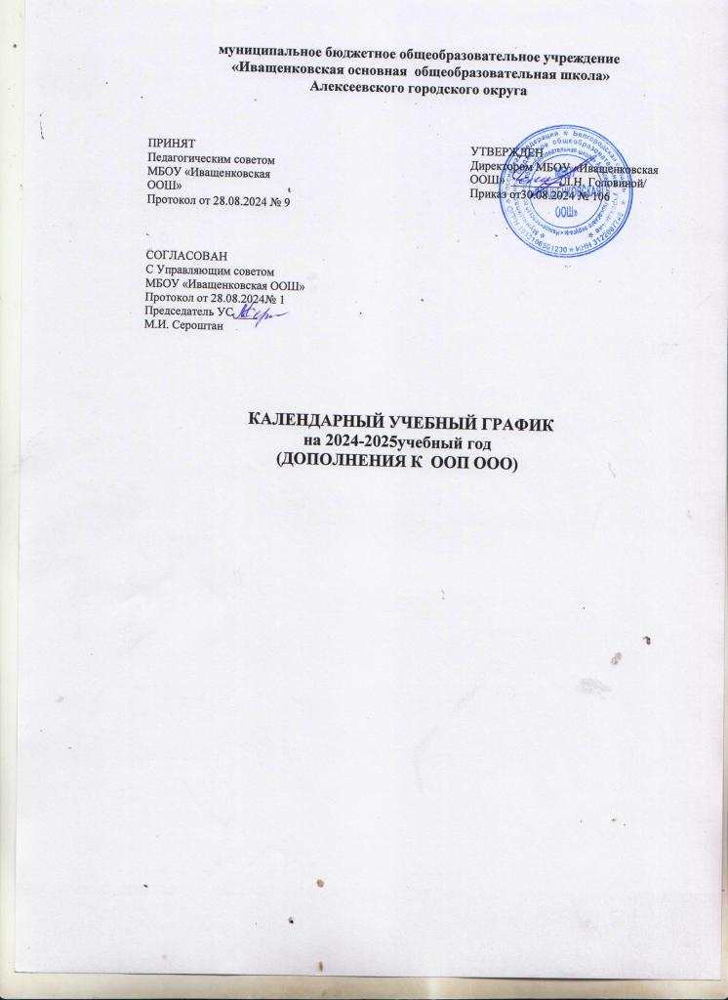 муниципальное бюджетное общеобразовательное учреждение
«Иващенковская основная общеобразовательная школа»
Алексеевского городского округа
ПРИНЯТ
Педагогическим советом
МБОУ «Иващенковская
ООШ»
Протокол от 28.08.2024 № 9
УТВЕРЖДЕН
Директором МБОУ «Иващенковская
ООШ» /Л.Н. Головиной/
Приказ от30.08.2024 № 106
ООШ»
СОГЛАСОВАН
С Управляющим советом
МБОУ «Иващенковская ООШ»
Протокол от 28.08.2024№ 1
Председатель УС
М.И. Сероштан
КАЛЕНДАРНЫЙ УЧЕБНЫЙ ГРАФИК
на 2024-2025учебный год
(ДОПОЛНЕНИЯ К ООП ООО)